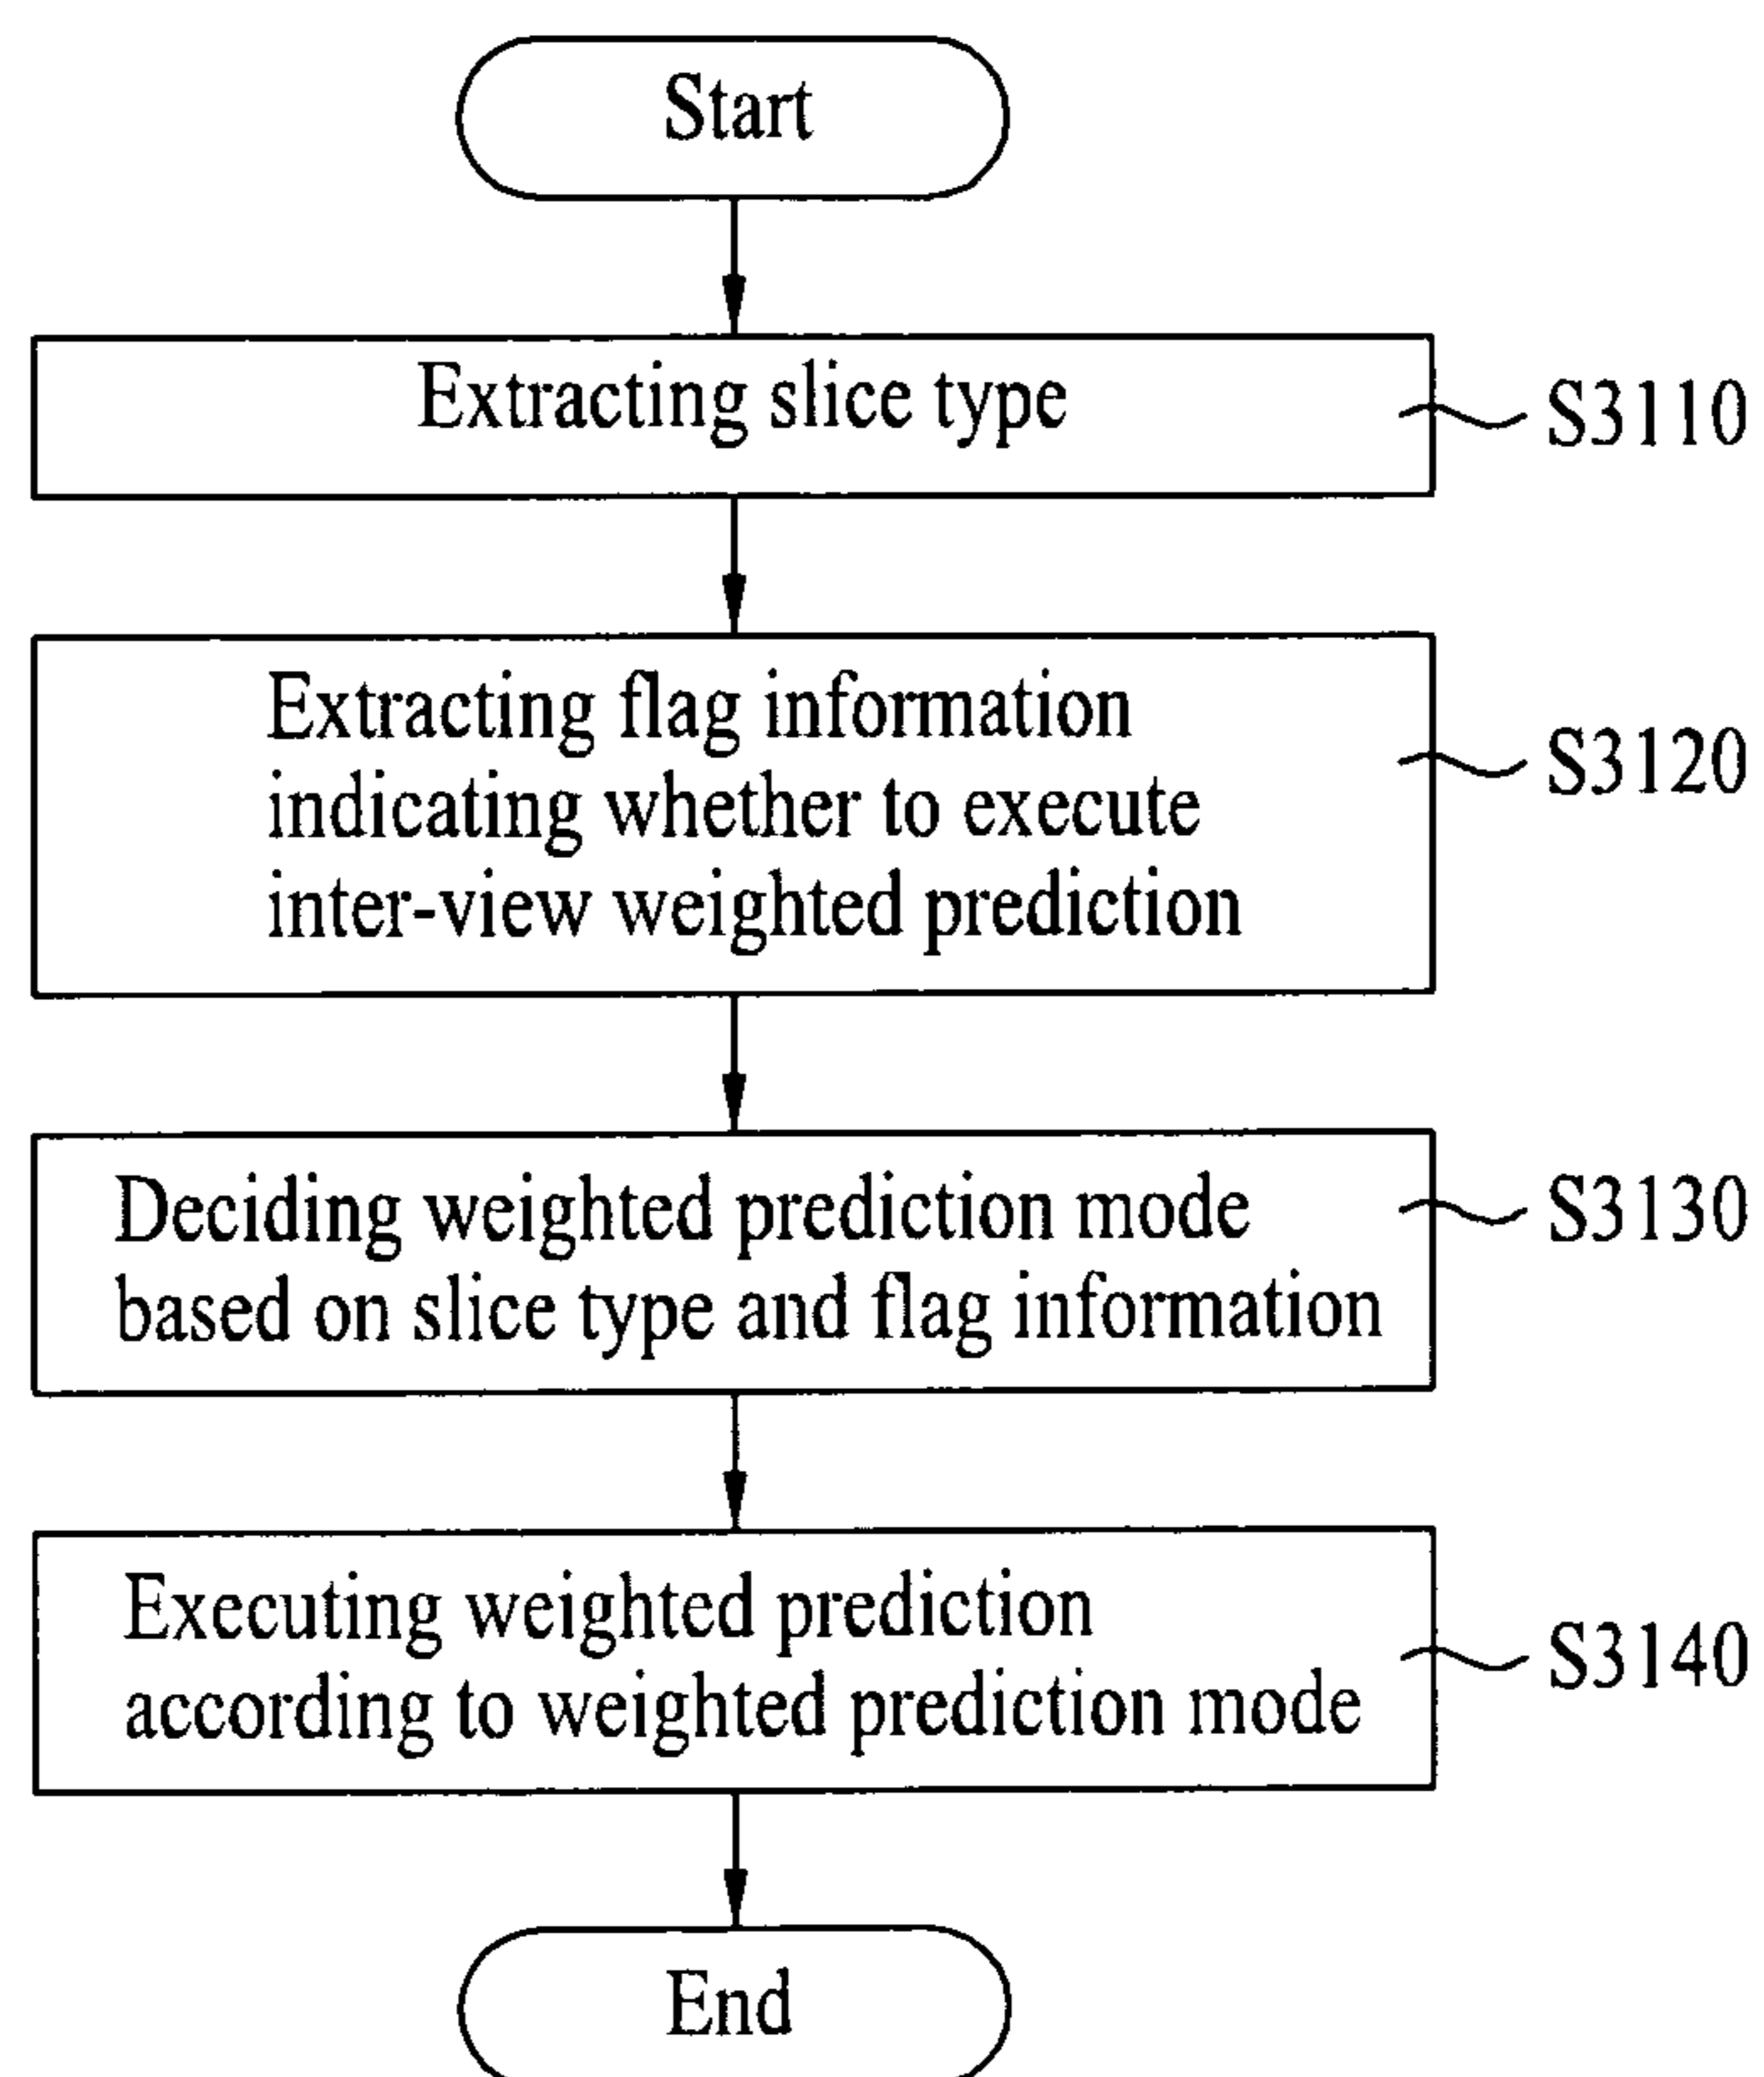 Start
Extracting slice type
S3110
Extracting flag information
indicating whether to execute
inter-view weighted prediction
S3120
Deciding weighted prediction mode
based on slice type and flag information
S3130
Executing weighted prediction
according to weighted prediction mode
S3140
End